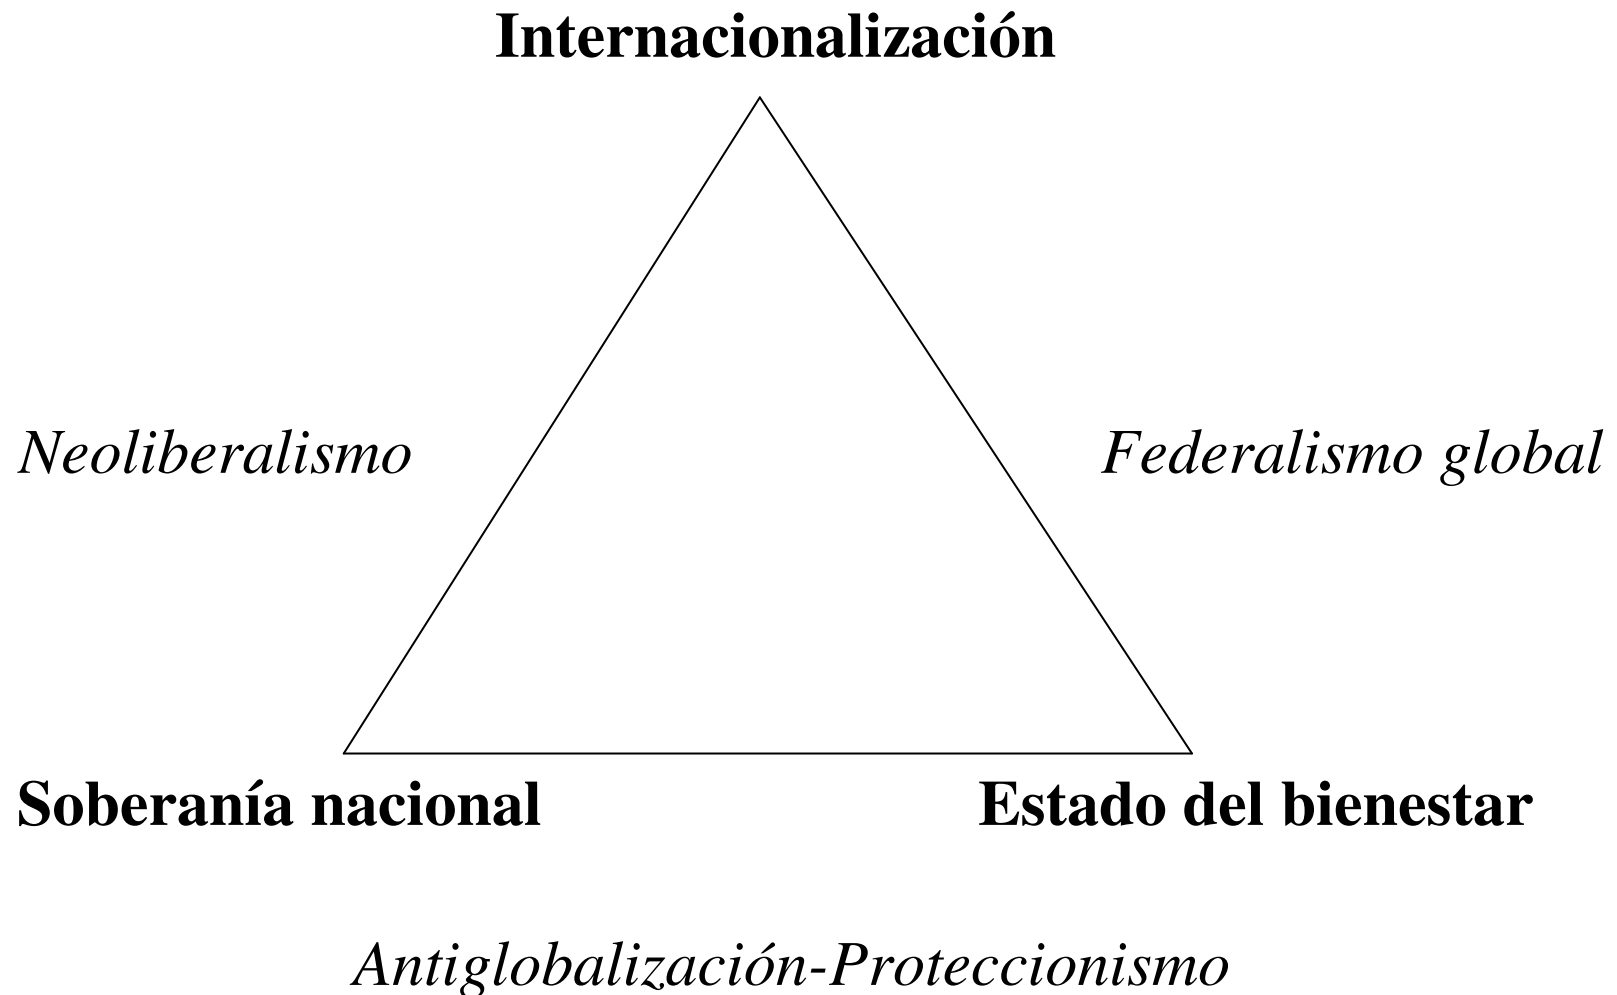 Internacionalización
Neoliberalismo
Federalismo global
Soberanía nacional
Estado del bienestar
Antiglobalización-Proteccionismo